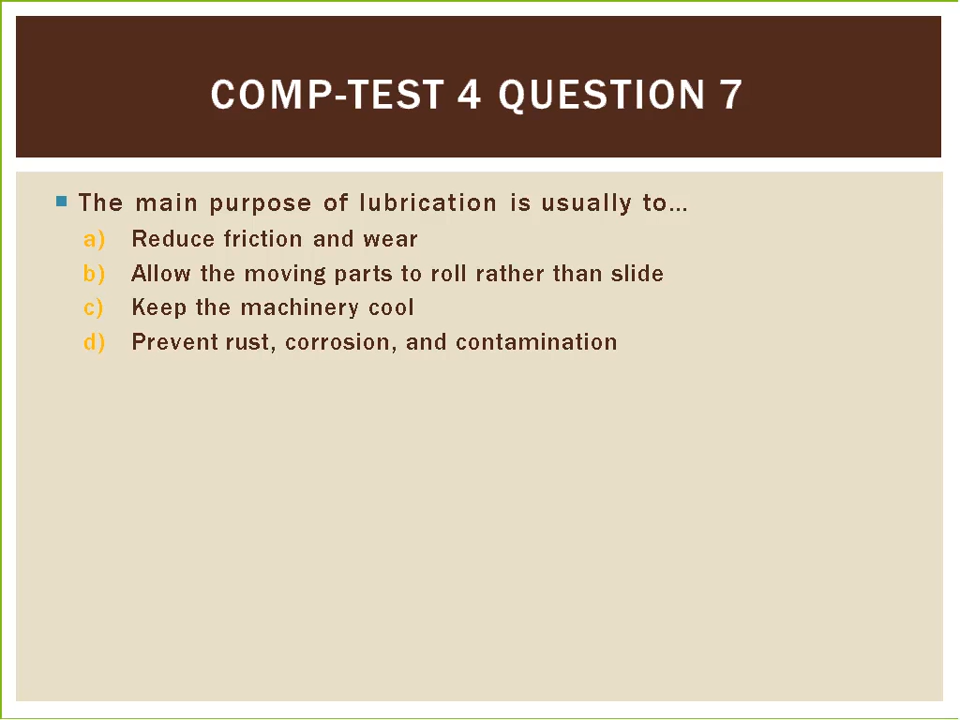 COMP-TEST 4 QUESTION 7
▪ The main purpose of lubrication is usually to…
a) Reduce friction and wear
b) Allow the moving parts to roll rather than slide
c) Keep the machinery cool
d) Prevent rust, corrosion, and contamination